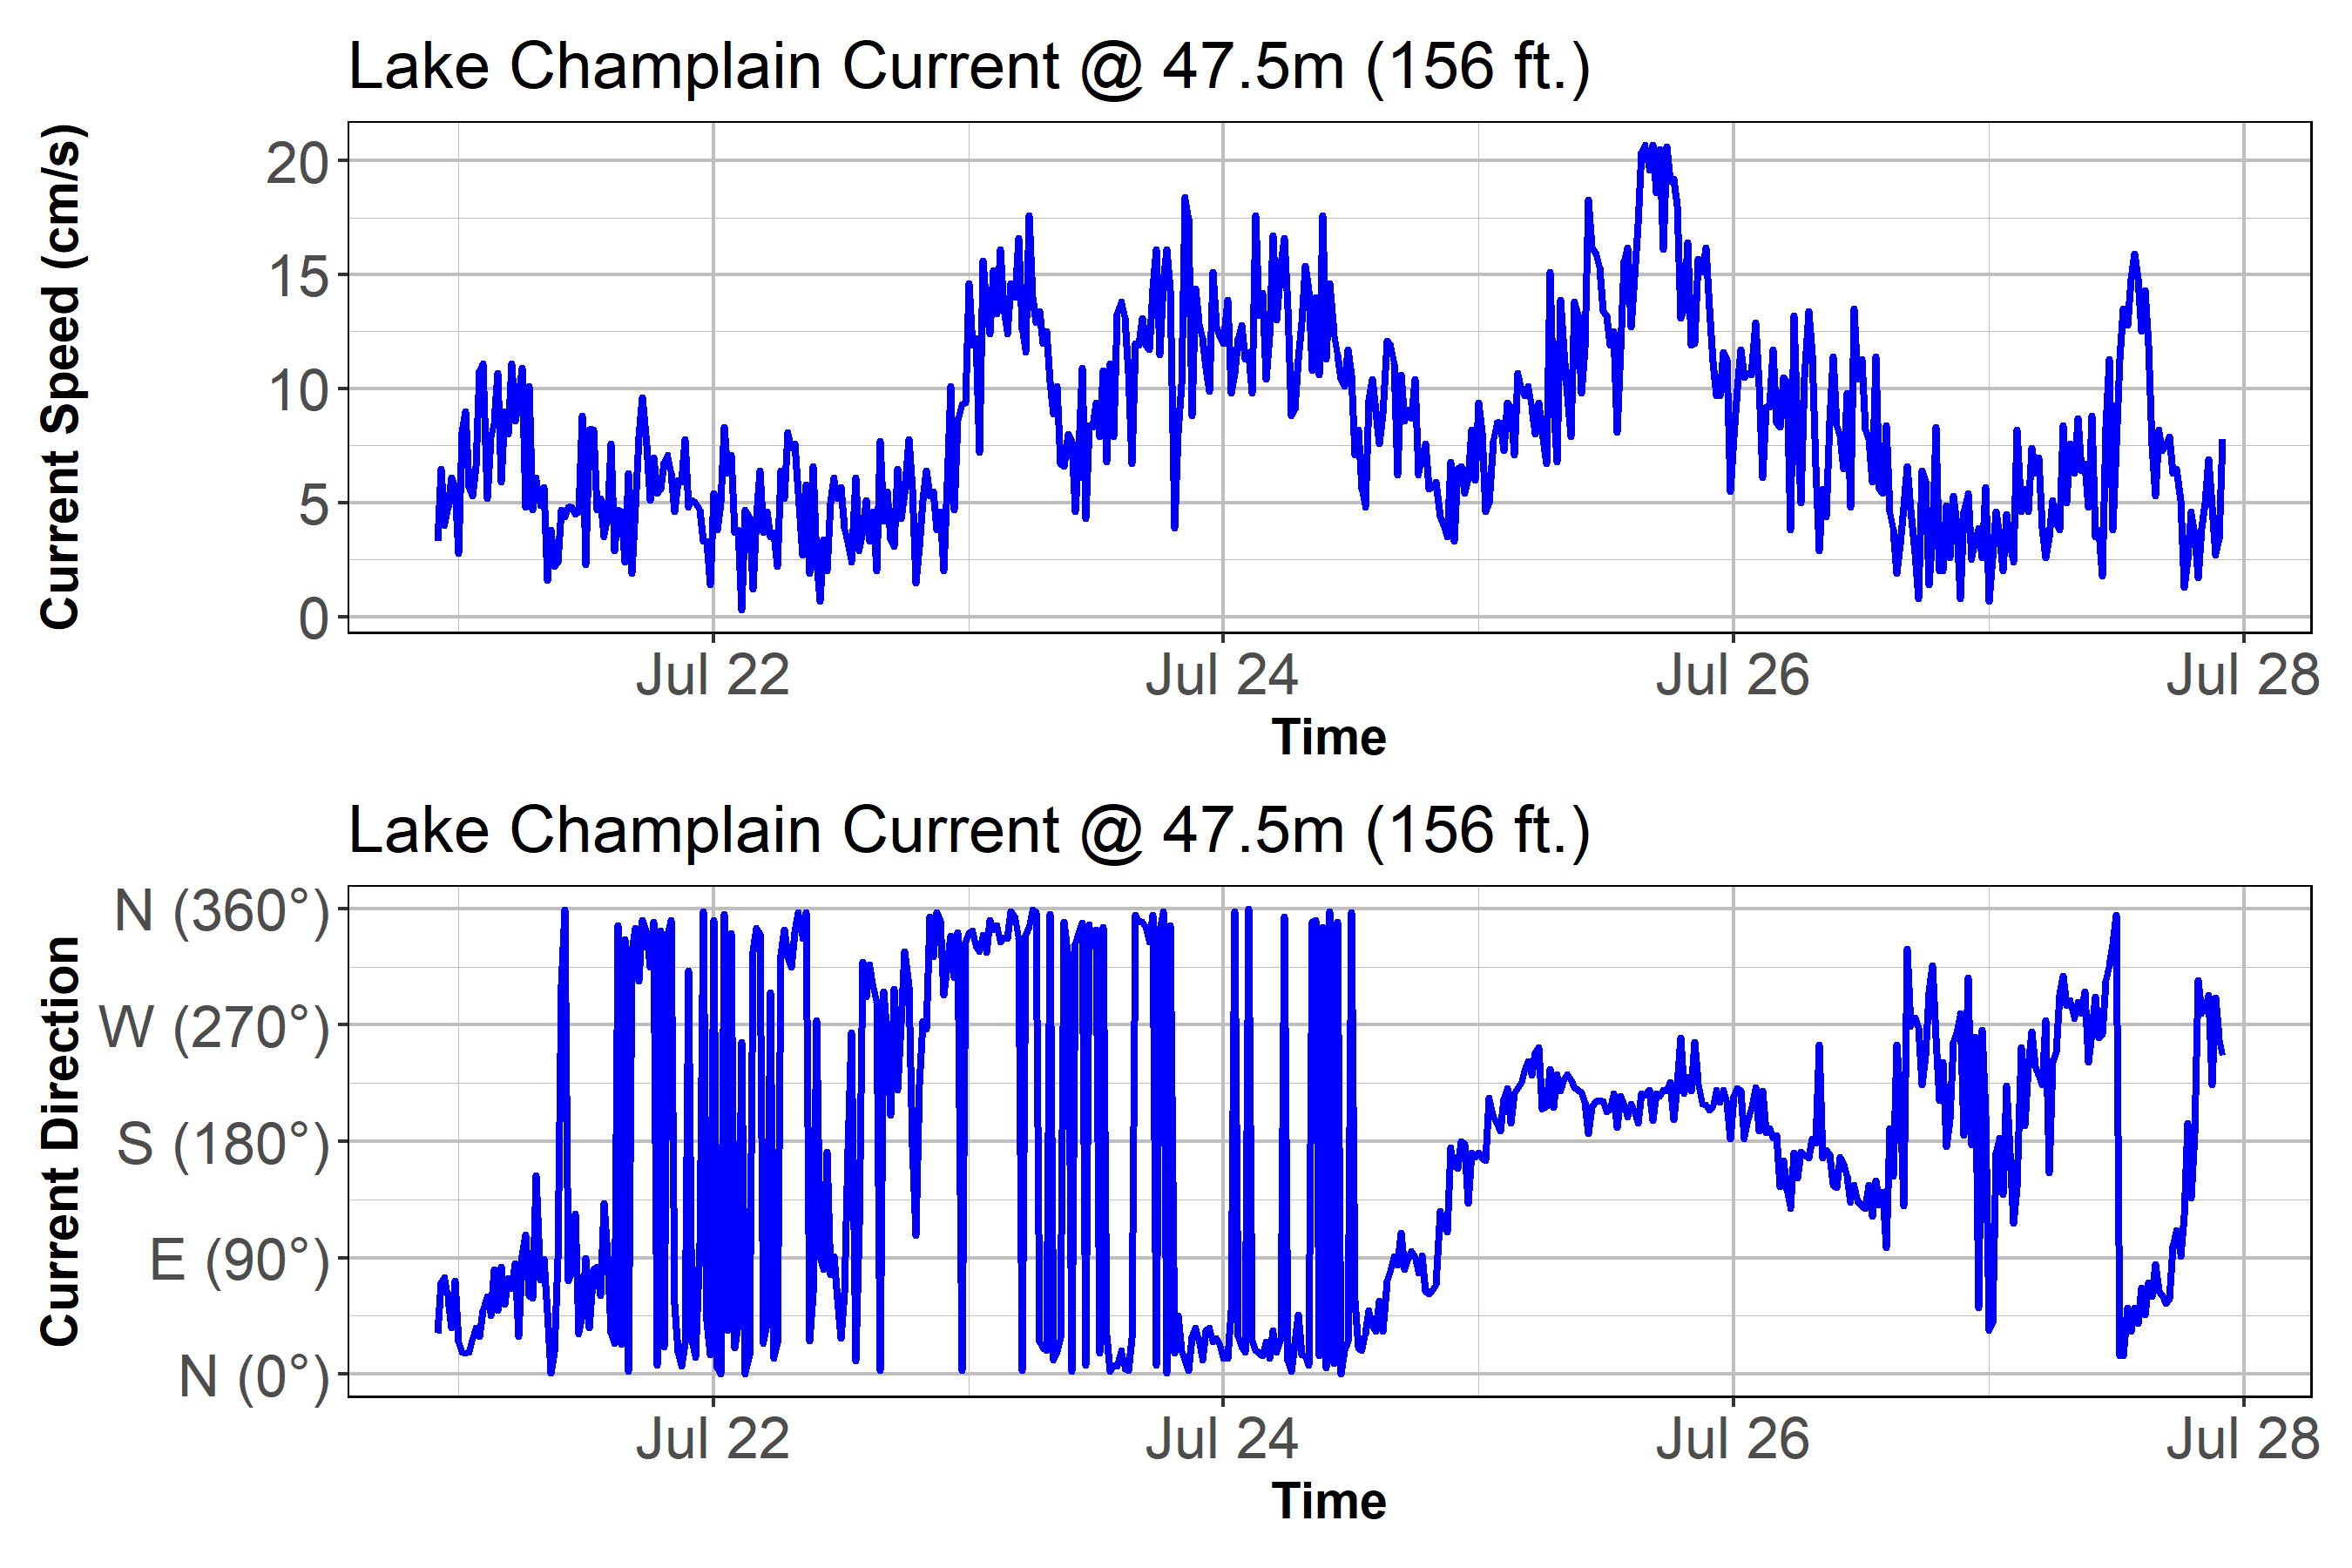 Lake Champlain Current @ 47.5m (156 ft.)
Current Speed (cm/s)
20
15
10
5
0
Jul 22 Jul 24 Jul 26 Jul 28
Time
Lake Champlain Current @ 47.5m (156 ft.)
Current Direction
N (360°)
W (270°)
S (180°)
E (90°)
N (0°)
Jul 22 Jul 24 Jul 26 Jul 28
Time